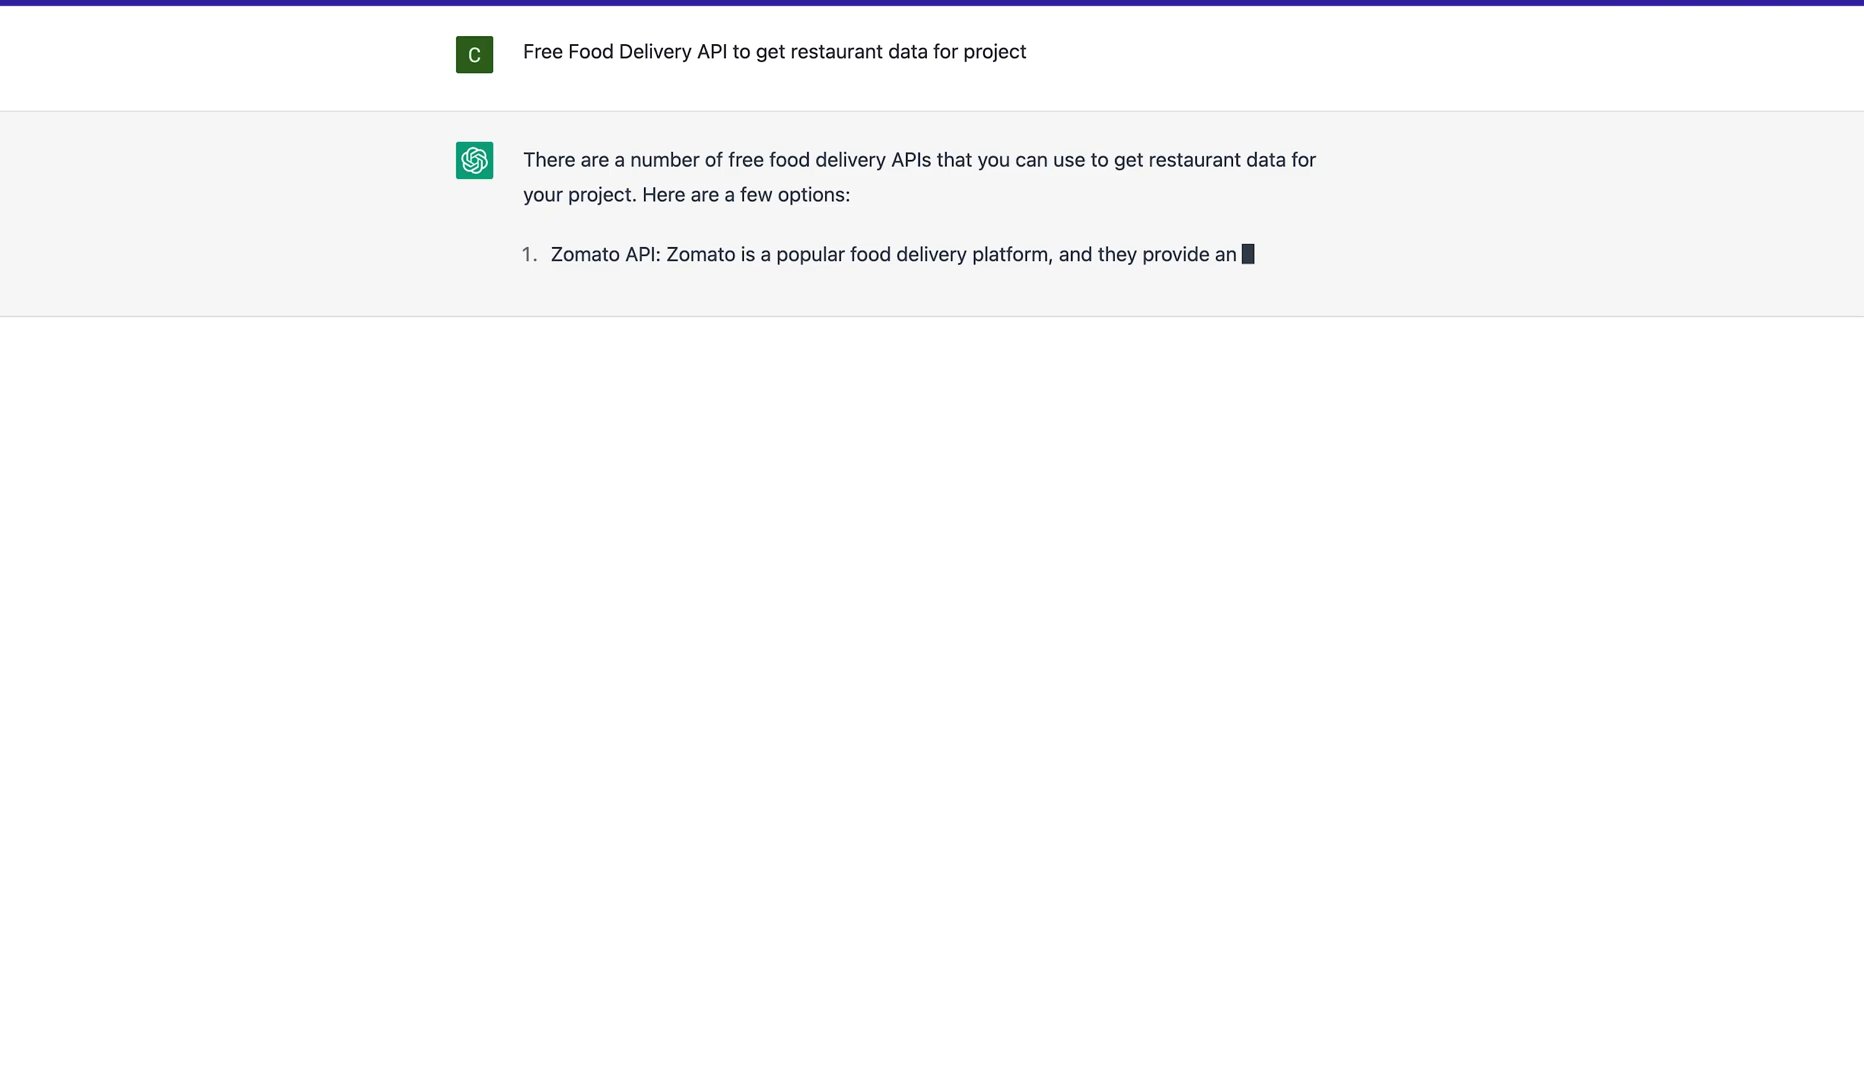 C
Free Food Delivery API to get restaurant data for project
There are a number of free food delivery APIs that you can use to get restaurant data for
your project. Here are a few options:
1. Zomato API: Zomato is a popular food delivery platform, and they provide an